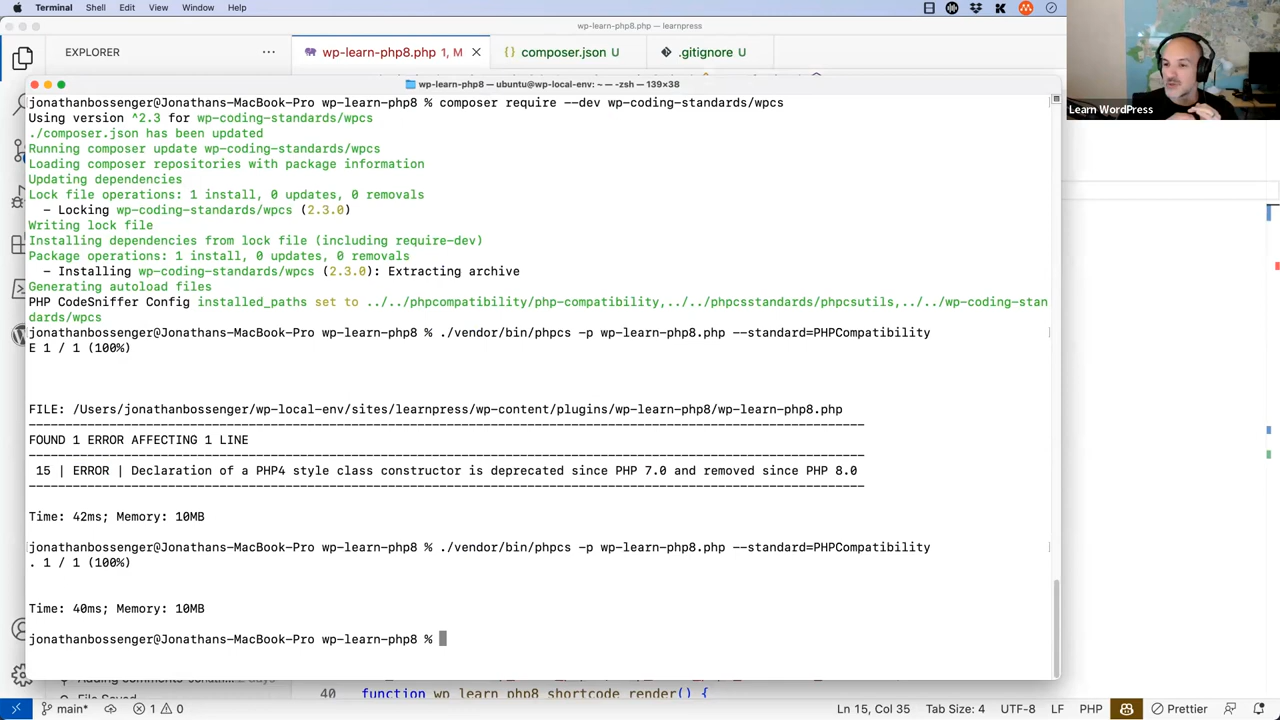 Terminal Shell Edit View Window Help
wp-learn-php8.php - learnpress
EXPLORER ··· wp-learn-php8.php 1, M composer.json U .gitignore U
wp-learn-php8 — ubuntu@wp-local-env: ~ — -zsh — 139×38
jonathanbossenger@Jonathans-MacBook-Pro wp-learn-php8 % composer require --dev wp-coding-standards/wpcs
Learn WordPress
Using version ^2.3 for wp-coding-standards/wpcs
./composer.json has been updated
Running composer update wp-coding-standards/wpcs
Loading composer repositories with package information
Updating dependencies
Lock file operations: 1 install, 0 updates, 0 removals
- Locking wp-coding-standards/wpcs (2.3.0)
Writing lock file
Installing dependencies from lock file (including require-dev)
Package operations: 1 install, 0 updates, 0 removals
- Installing wp-coding-standards/wpcs (2.3.0): Extracting archive
Generating autoload files
PHP CodeSniffer Config installed_paths set to ../../phpcompatibility/php-compatibility,../../phpcsstandards/phpcsutils,../../wp-coding-stan
dards/wpcs
jonathanbossenger@Jonathans-MacBook-Pro wp-learn-php8 % ./vendor/bin/phpcs -p wp-learn-php8.php --standard=PHPCompatibility
E 1 / 1 (100%)
FILE: /Users/jonathanbossenger/wp-local-env/sites/learnpress/wp-content/plugins/wp-learn-php8/wp-learn-php8.php
FOUND 1 ERROR AFFECTING 1 LINE
15 | ERROR | Declaration of a PHP4 style class constructor is deprecated since PHP 7.0 and removed since PHP 8.0
Time: 42ms; Memory: 10MB
jonathanbossenger@Jonathans-MacBook-Pro wp-learn-php8 % ./vendor/bin/phpcs -p wp-learn-php8.php --standard=PHPCompatibility
. 1 / 1 (100%)
Time: 40ms; Memory: 10MB
jonathanbossenger@Jonathans-MacBook-Pro wp-learn-php8 %
40 function wp_learn_php8_shortcode_render() {
main* 1 0 Ln 15, Col 35 Tab Size: 4 UTF-8 LF PHP Prettier